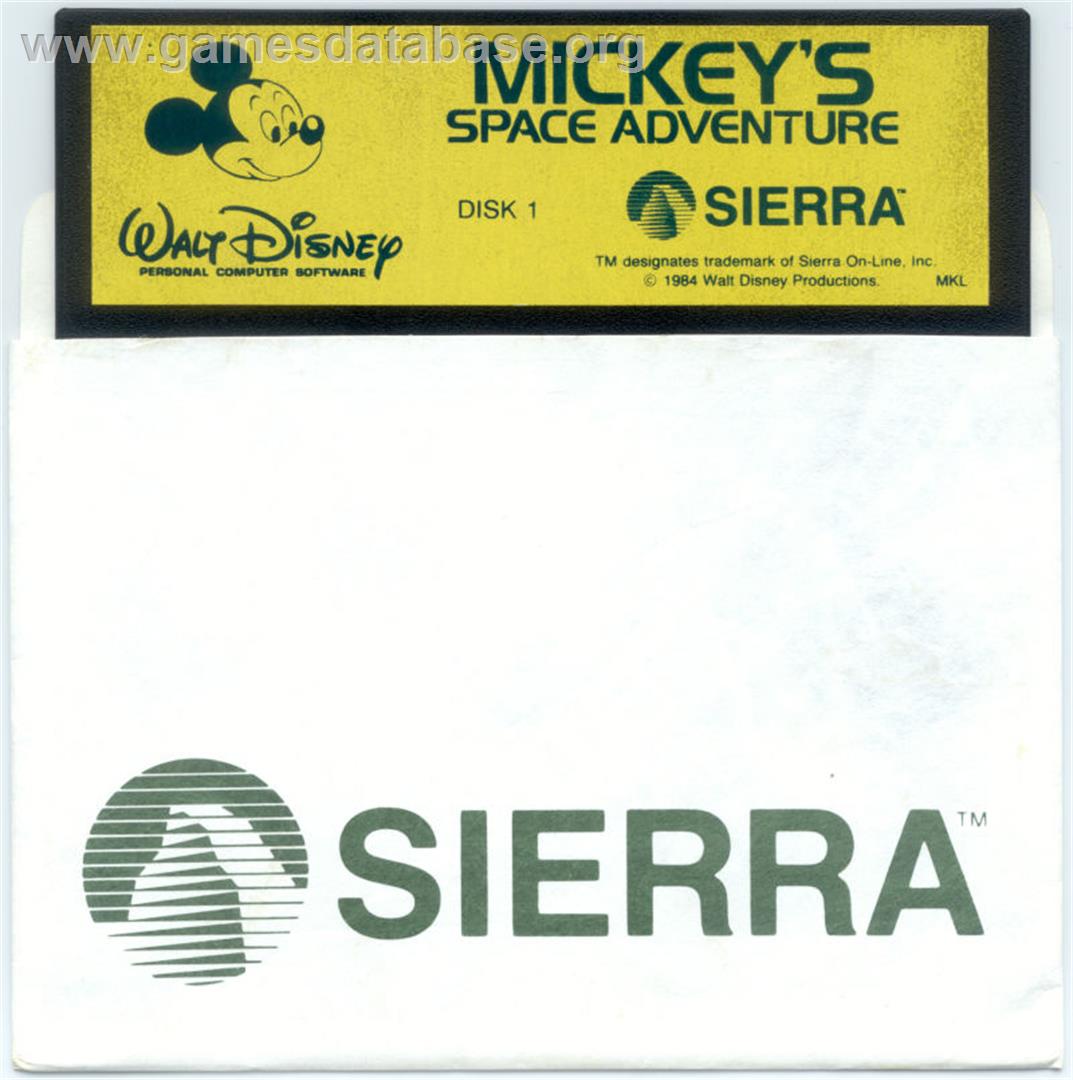 www.gamesdatabase.org
MICKEY'S
SPACE ADVENTURE
DISK 1
SIERRA™
WALT DISNEY
PERSONAL COMPUTER SOFTWARE
TM designates trademark of Sierra On-Line, Inc.
© 1984 Walt Disney Productions.
MKL
SIERRA™